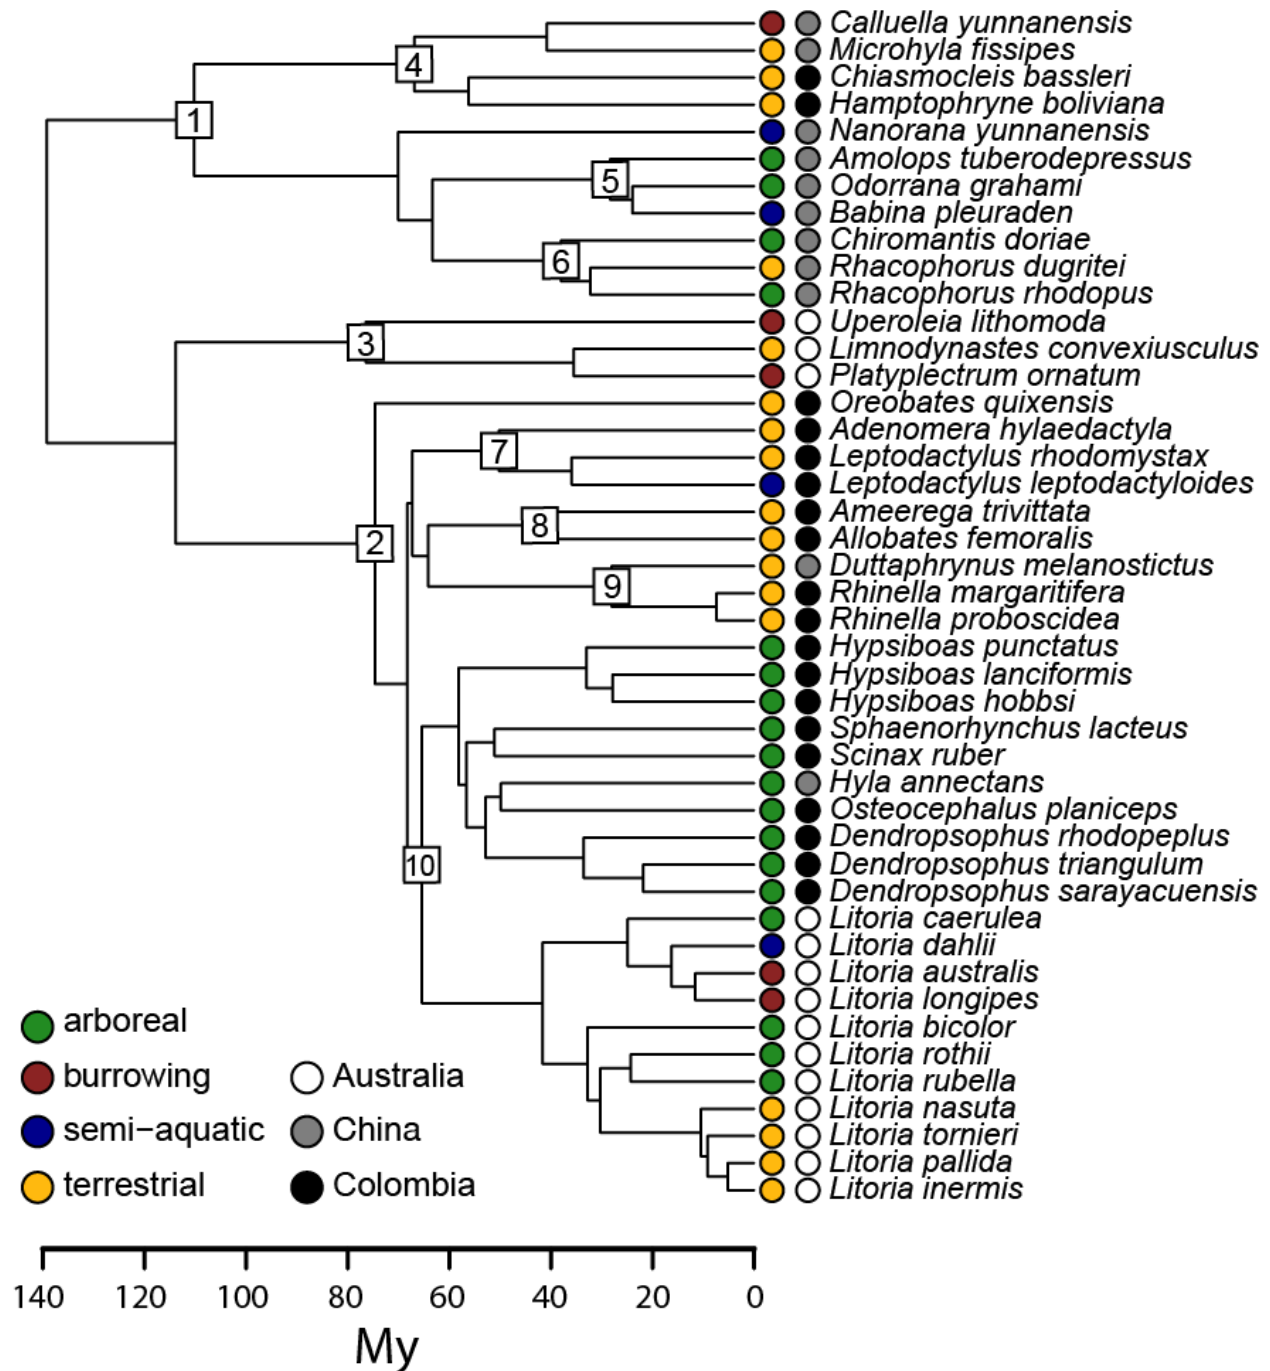 Calluella yunnanensis
4
Microhyla fissipes
Chiasmocleis bassleri
Hamptophryne boliviana
1
Nanorana yunnanensis
Amolops tuberodepressus
5
Odorrana grahami
Babina pleuraden
Chiromantis doriae
6
Rhacophorus dugritei
Rhacophorus rhodopus
Uperoleia lithomoda
3
Limnodynastes convexiusculus
Platyplectrum ornatum
Oreobates quixensis
Adenomera hylaedactyla
7
Leptodactylus rhodomystax
Leptodactylus leptodactyloides
Ameerega trivittata
8
Allobates femoralis
2
Duttaphrynus melanostictus
9
Rhinella margaritifera
Rhinella proboscidea
Hypsiboas punctatus
Hypsiboas lanciformis
Hypsiboas hobbsi
Sphaenorhynchus lacteus
Scinax ruber
Hyla annectans
Osteocephalus planiceps
Dendropsophus rhodopeplus
10
Dendropsophus triangulum
Dendropsophus sarayacuensis
Litoria caerulea
Litoria dahlii
Litoria australis
Litoria longipes
Litoria bicolor
Litoria rothii
Litoria rubella
Litoria nasuta
Litoria tornieri
Litoria pallida
Litoria inermis
arboreal
burrowing
semi−aquatic
terrestrial
Australia
China
Colombia
140 120 100 80 60 40 20 0
My